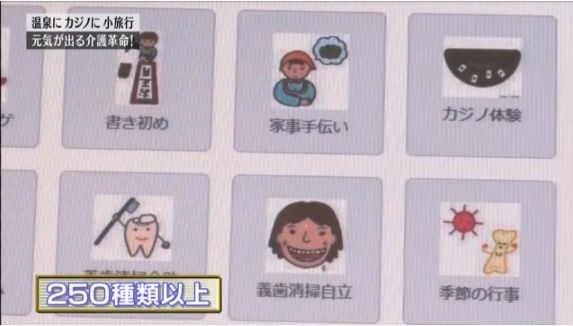 温泉に カジノに 小旅行
元気が出る介護革命!
ゲ
書き初め
家事手伝い
カジノ体験
義歯清掃自立
季節の行事
250種類以上